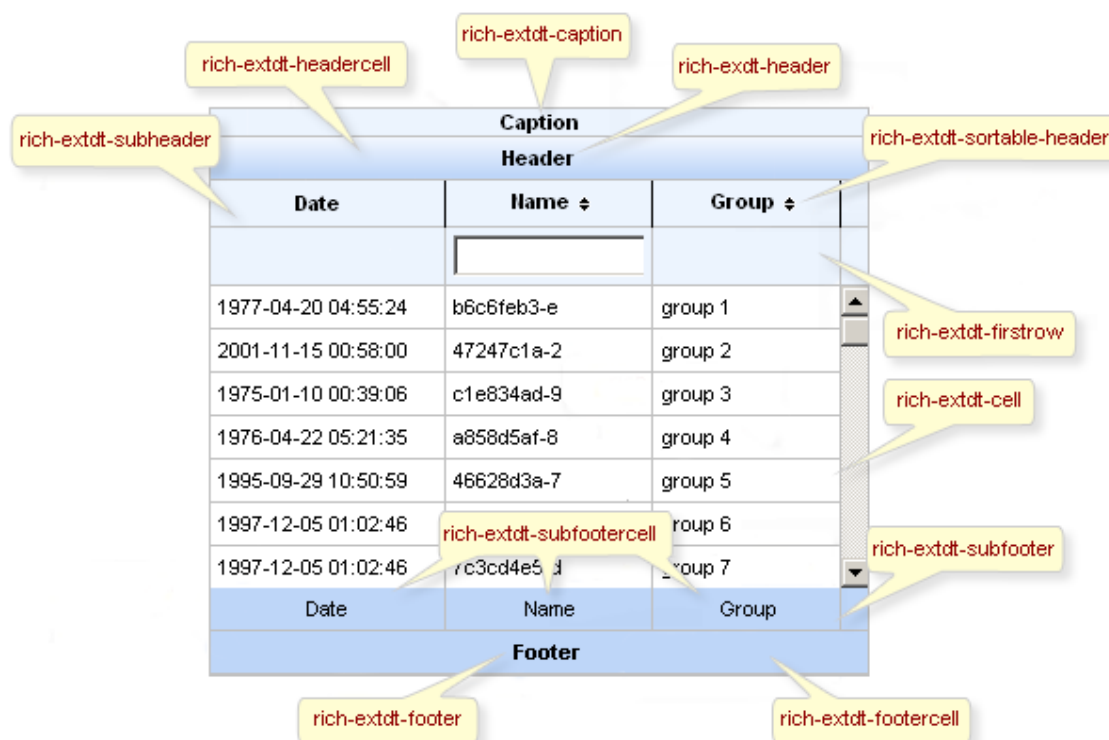 rich-extdt-caption
rich-extdt-headercell
rich-exdt-header
Caption
rich-extdt-subheader
rich-extdt-sortable-header
Header
Date Name Group
1977-04-20 04:55:24 b6c6feb3-e group 1
rich-extdt-firstrow
2001-11-15 00:58:00 47247c1a-2 group 2
1975-01-10 00:39:06 c1e834ad-9 group 3
rich-extdt-cell
1976-04-22 05:21:35 a858d5af-8 group 4
1995-09-29 10:50:59 46628d3a-7 group 5
1997-12-05 01:02:46 group 6
rich-extdt-subfootercell
rich-extdt-subfooter
1997-12-05 01:02:46 group 7
Date Name Group
Footer
rich-extdt-footer
rich-extdt-footercell